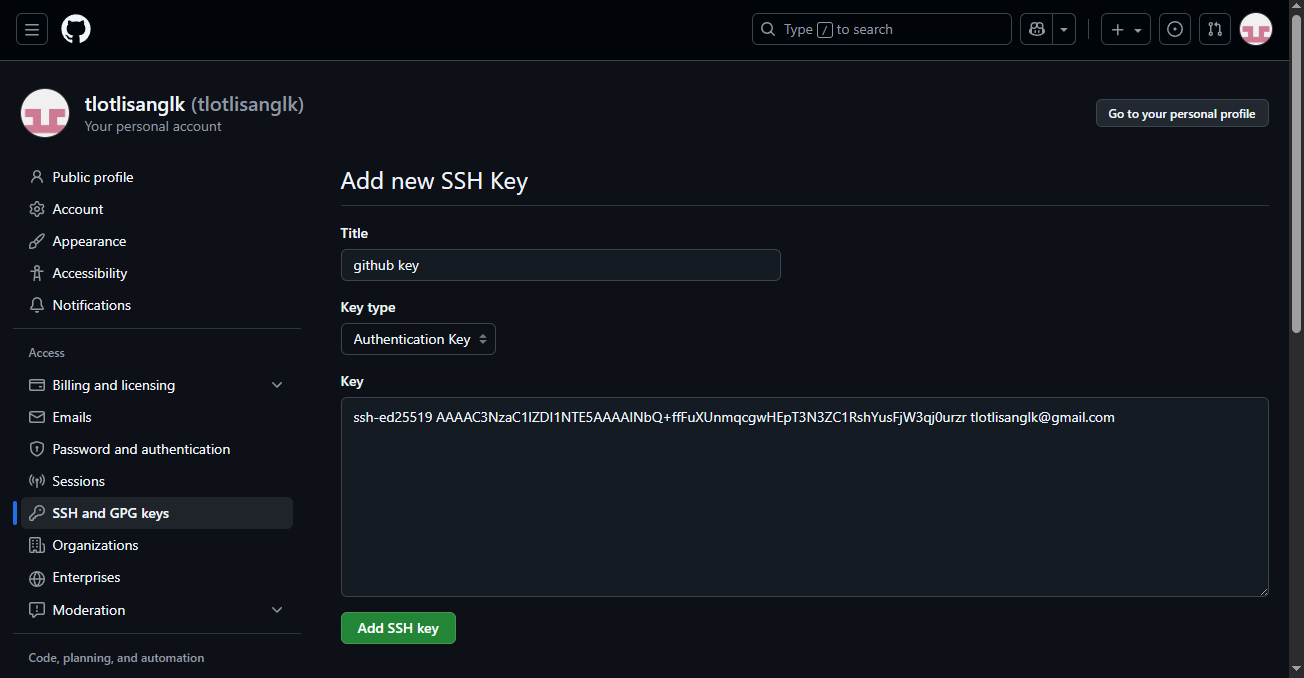 Type / to search
tlotlisanglk (tlotlisanglk)
Your personal account
Go to your personal profile
Public profile
Account
Appearance
Accessibility
Notifications
Access
Billing and licensing
Emails
Password and authentication
Sessions
SSH and GPG keys
Organizations
Enterprises
Moderation
Code, planning, and automation
Add new SSH Key
Title
github key
Key type
Authentication Key
Key
ssh-ed25519 AAAAC3NzaC1lZDI1NTE5AAAAINbQ+ffFuXUnmqcgwHEpT3N3ZC1RshYusFjW3qj0urzr tlotlisanglk@gmail.com
Add SSH key